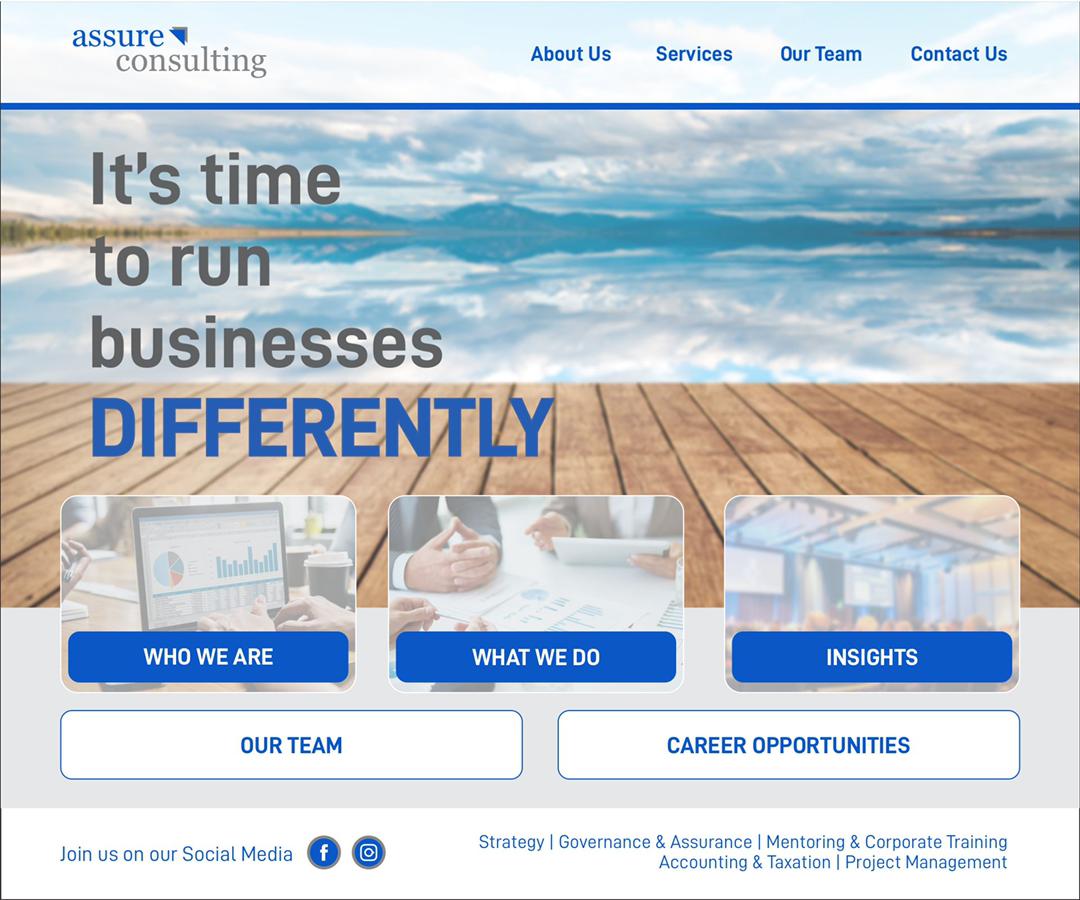 assure
consulting
About Us Services Our Team Contact Us
It's time
to run
businesses
DIFFERENTLY
WHO WE ARE WHAT WE DO INSIGHTS
OUR TEAM CAREER OPPORTUNITIES
Join us on our Social Media
Strategy | Governance & Assurance | Mentoring & Corporate Training
Accounting & Taxation | Project Management